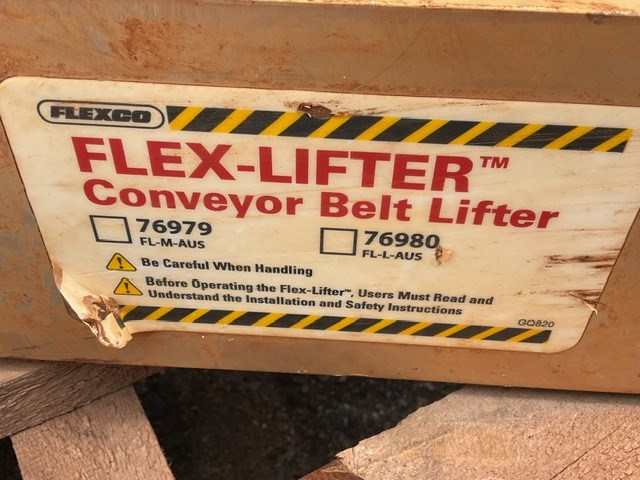 FLEXCO
FLEX-LIFTER™
Conveyor Belt Lifter
76979
FL-M-AUS
76980
FL-L-AUS
Be Careful When Handling
Before Operating the Flex-Lifter™, Users Must Read and
Understand the Installation and Safety Instructions
GQ820